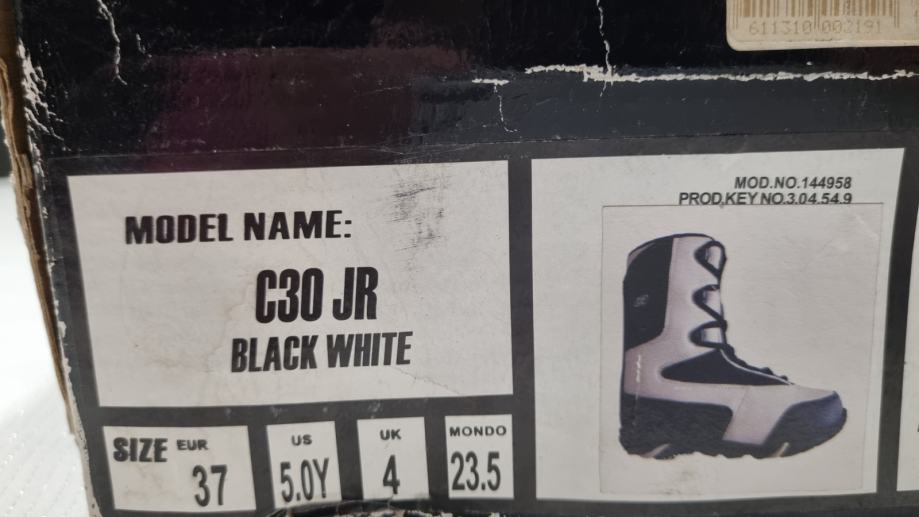 611310 002191
MOD.NO.144958
PROD.KEY NO.3.04.54.9
MODEL NAME:
C30 JR
BLACK WHITE
SIZE EUR 37
US 5.0Y
UK 4
MONDO 23.5